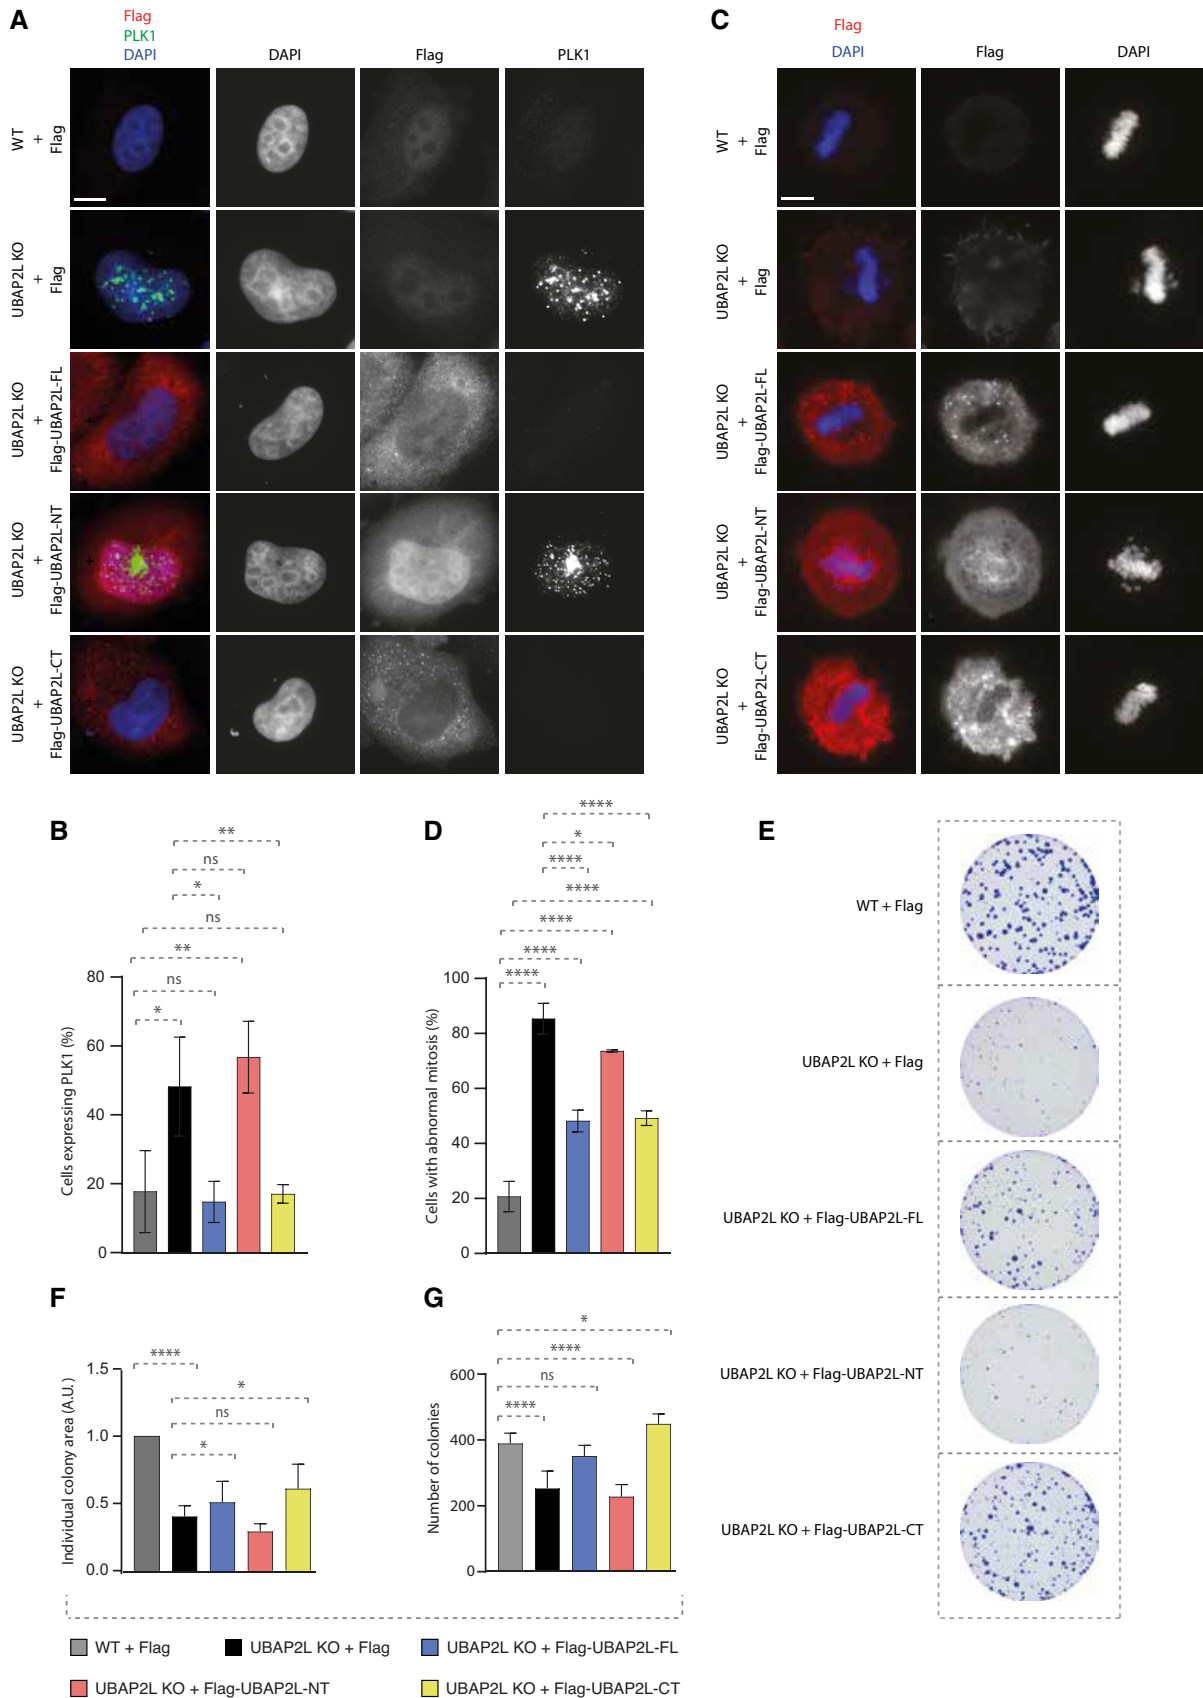 A
Flag
PLK1
DAPI
DAPI
Flag
PLK1
WT
+
Flag
UBAP2L KO
+
Flag
UBAP2L KO
+
Flag-UBAP2L-FL
UBAP2L KO
+
Flag-UBAP2L-NT
UBAP2L KO
+
Flag-UBAP2L-CT
C
Flag
DAPI
Flag
DAPI
WT
+
Flag
UBAP2L KO
+
Flag
UBAP2L KO
+
Flag-UBAP2L-FL
UBAP2L KO
+
Flag-UBAP2L-NT
UBAP2L KO
+
Flag-UBAP2L-CT
B
**
ns
*
ns
**
ns
*
Cells expressing PLK1 (%)
80
60
40
20
0
D
****
*
****
****
****
****
****
Cells with abnormal mitosis (%)
100
80
60
40
20
0
E
WT + Flag
UBAP2L KO + Flag
UBAP2L KO + Flag-UBAP2L-FL
UBAP2L KO + Flag-UBAP2L-NT
UBAP2L KO + Flag-UBAP2L-CT
F
****
*
ns
*
Individual colony area (A.U.)
1.5
1.0
0.5
0.0
G
*
****
ns
****
Number of colonies
600
400
200
0
WT + Flag
UBAP2L KO + Flag
UBAP2L KO + Flag-UBAP2L-FL
UBAP2L KO + Flag-UBAP2L-NT
UBAP2L KO + Flag-UBAP2L-CT